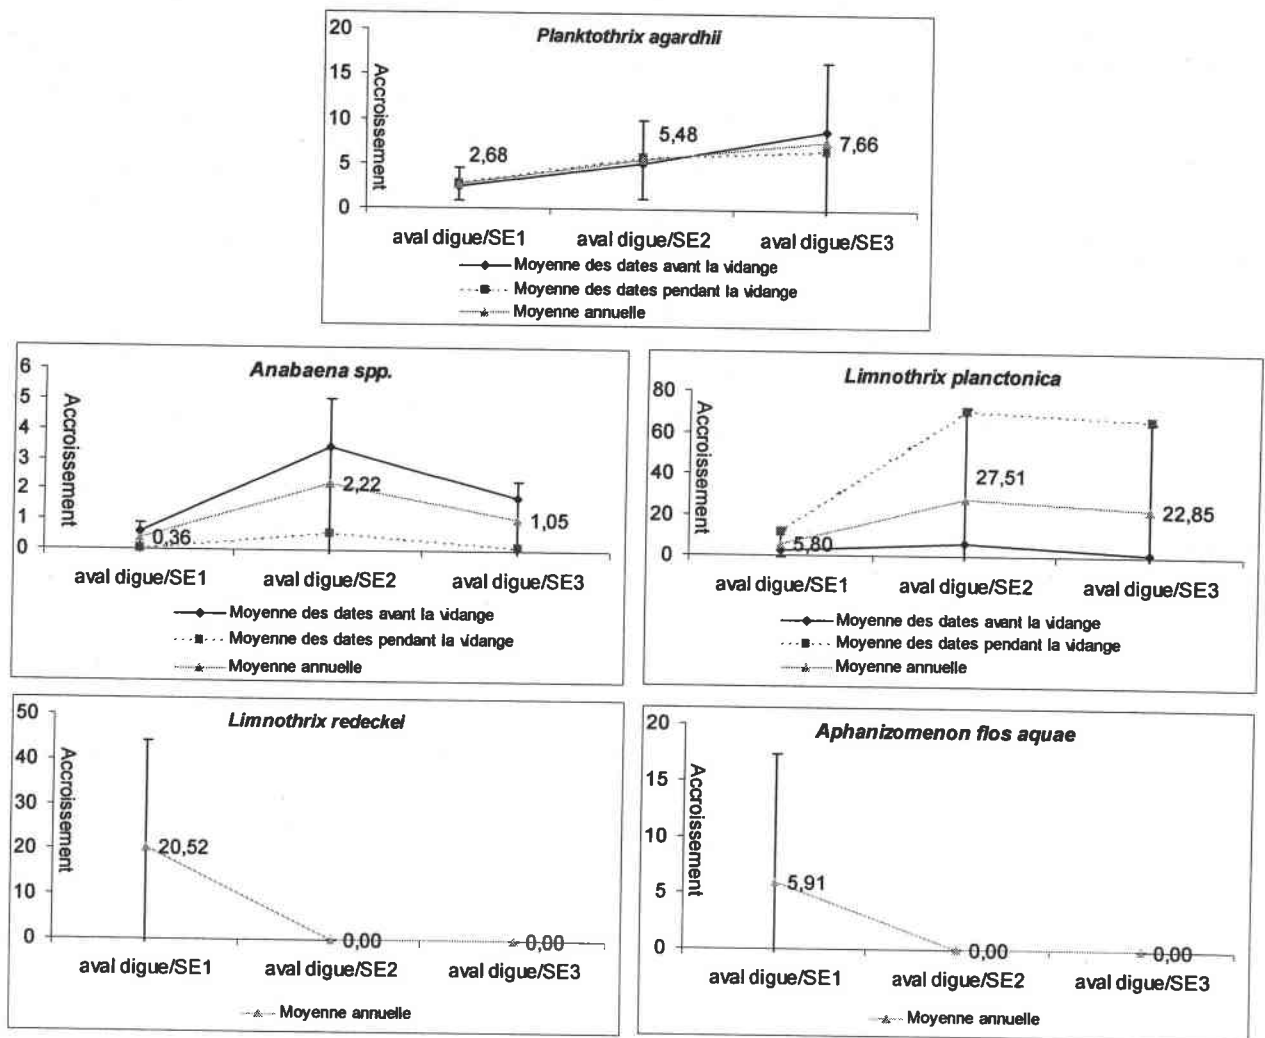 Planktothrix agardhii
20
15
10
5
0
Accroissement
2,68
5,48
7,66
aval digue/SE1
aval digue/SE2
aval digue/SE3
Moyenne des dates avant la vidange
Moyenne des dates pendant la vidange
Moyenne annuelle
Anabaena spp.
6
5
4
3
2
1
0
Accroissement
0,36
2,22
1,05
aval digue/SE1
aval digue/SE2
aval digue/SE3
Moyenne des dates avant la vidange
Moyenne des dates pendant la vidange
Moyenne annuelle
Limnothrix planctonica
80
60
40
20
0
Accroissement
5,80
27,51
22,85
aval digue/SE1
aval digue/SE2
aval digue/SE3
Moyenne des dates avant la vidange
Moyenne des dates pendant la vidange
Moyenne annuelle
Limnothrix redeckei
50
40
30
20
10
0
Accroissement
20,52
0,00
0,00
aval digue/SE1
aval digue/SE2
aval digue/SE3
Moyenne annuelle
Aphanizomenon flos aquae
20
15
10
5
0
Accroissement
5,91
0,00
0,00
aval digue/SE1
aval digue/SE2
aval digue/SE3
Moyenne annuelle